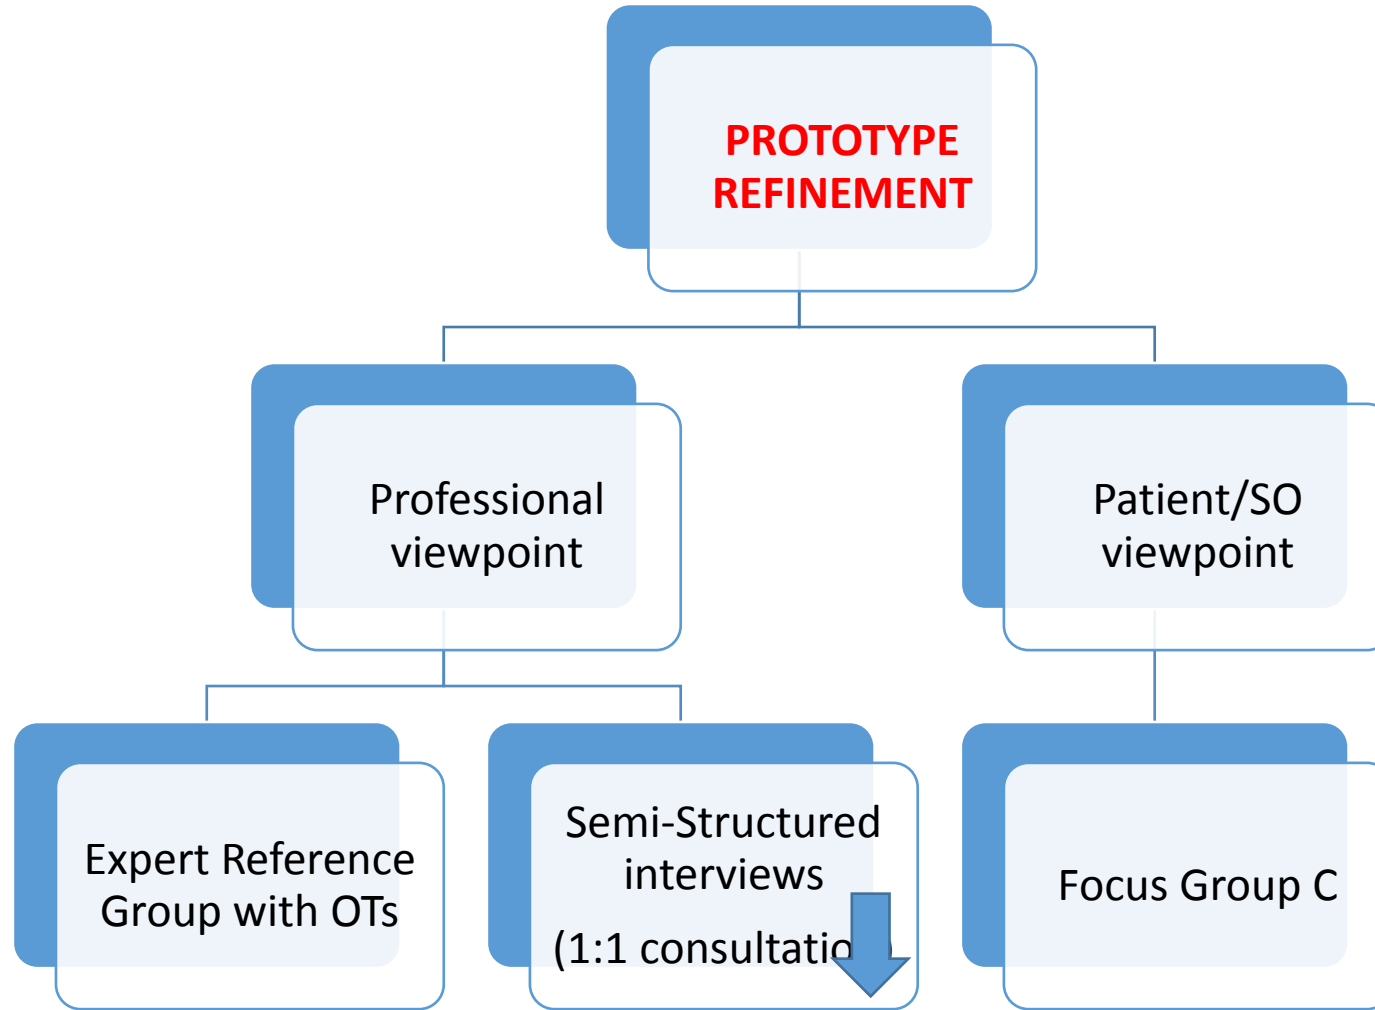 PROTOTYPE
REFINEMENT
Professional
viewpoint
Patient/SO
viewpoint
Expert Reference
Group with OTs
Semi-Structured
interviews
(1:1 consultation)
Focus Group C